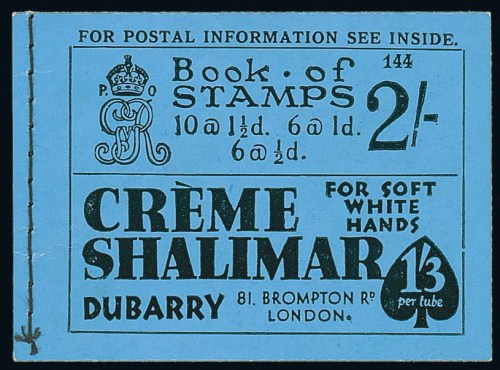 FOR POSTAL INFORMATION SEE INSIDE.
144
P. O
GR
Book · of
STAMPS
2/-
10 @ 1½d. 6 @ 1d.
6 @ ½d.
CRÈME
SHALIMAR
FOR SOFT
WHITE
HANDS
1/3
per tube
DUBARRY
81, BROMPTON RD
LONDON.